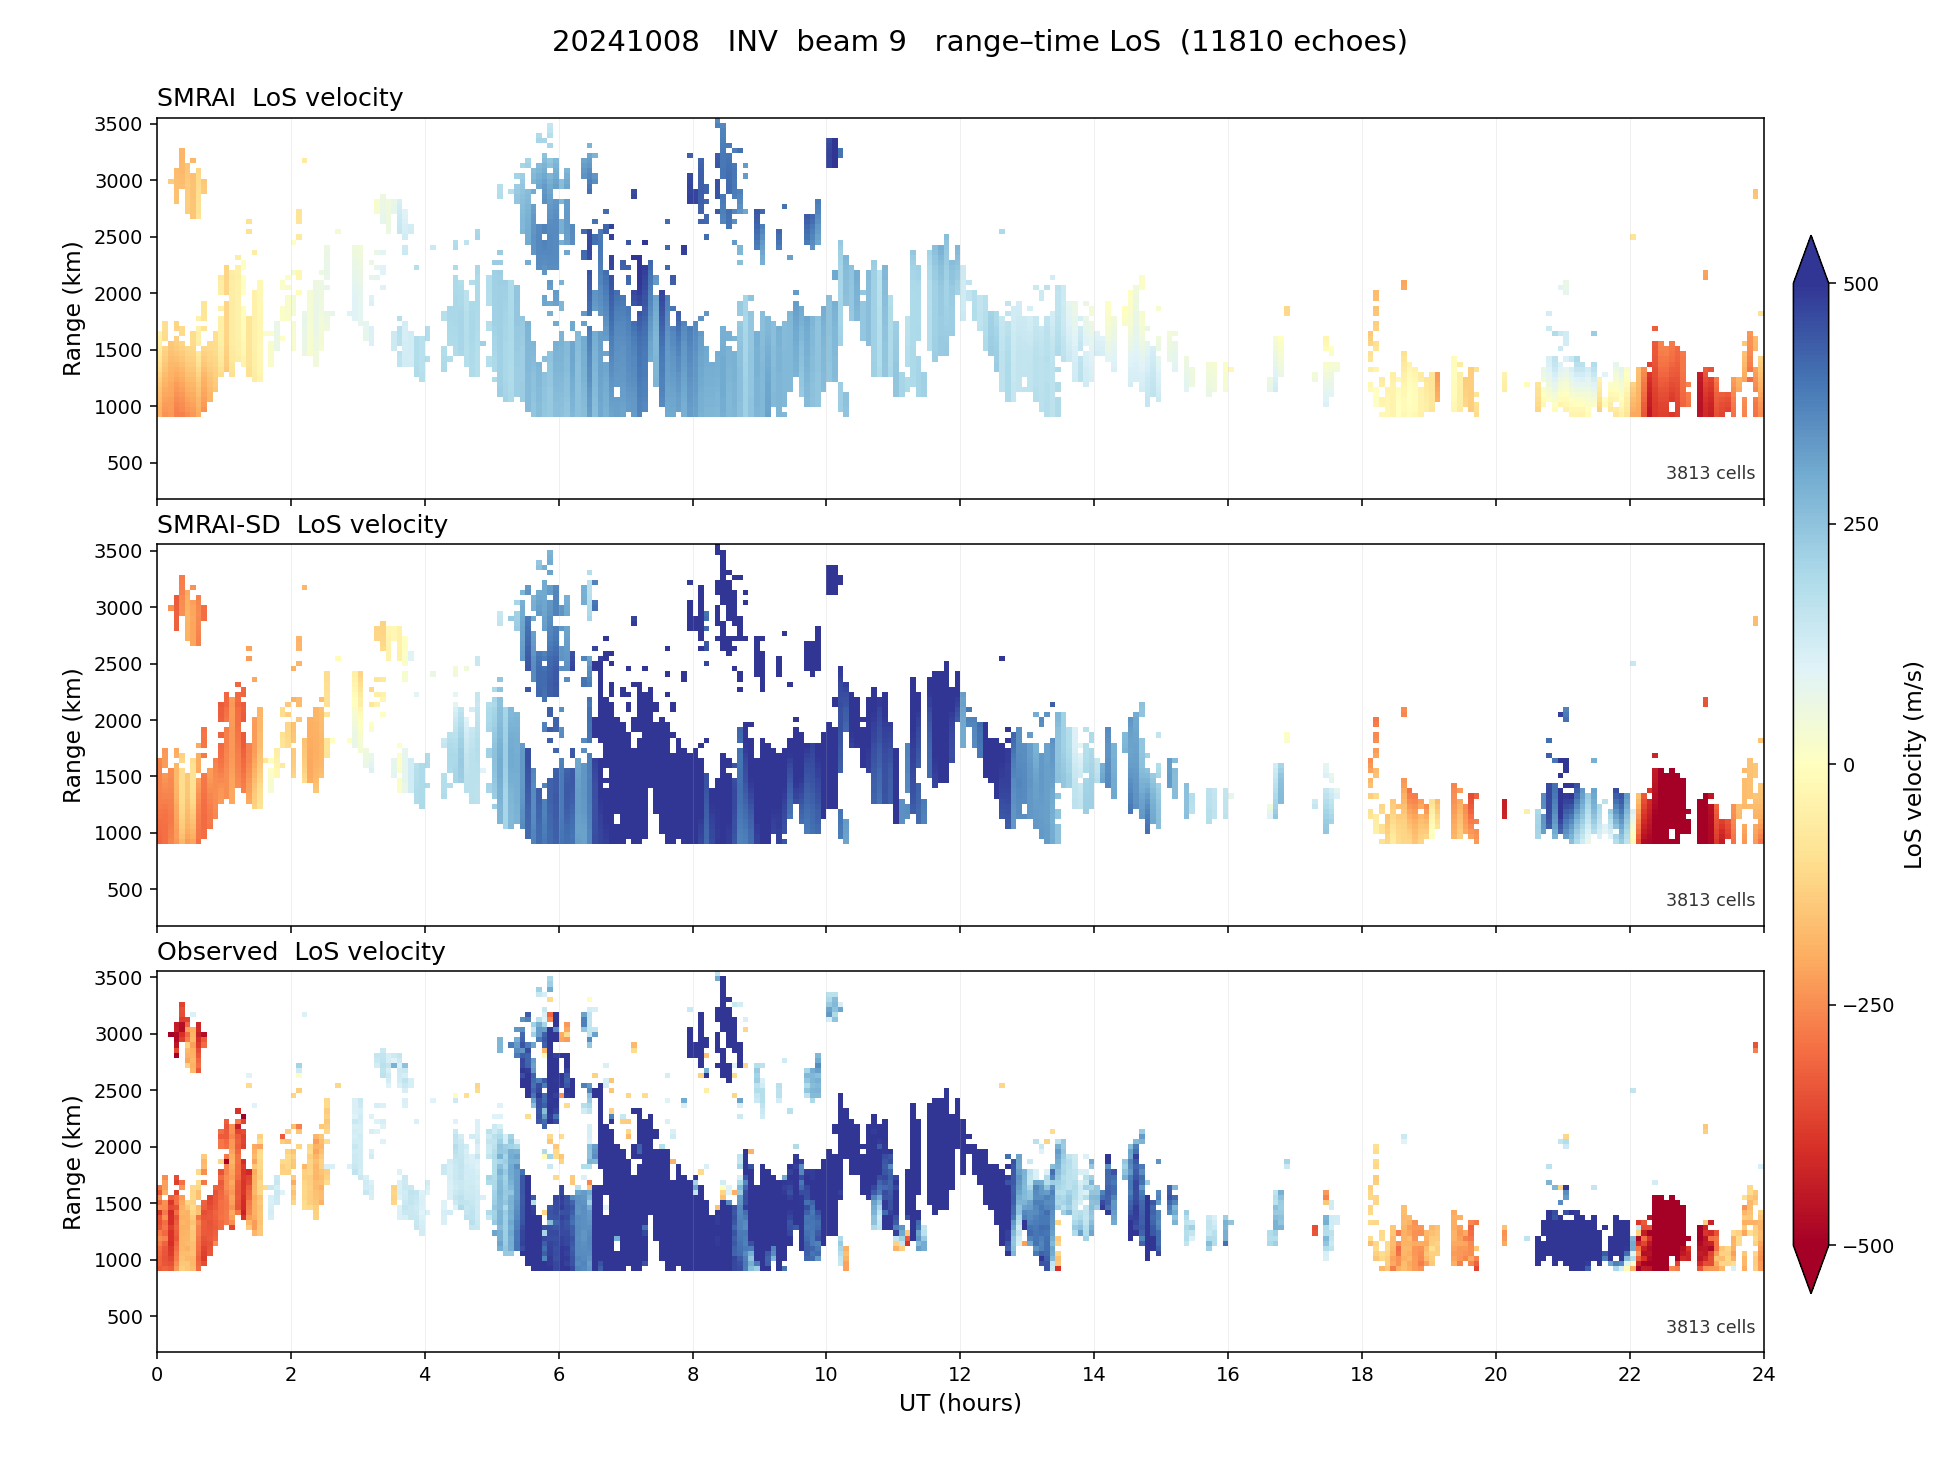 20241008   INV  beam 9   range–time LoS  (11810 echoes)
SMRAI  LoS velocity
3500
3000
2500
2000
1500
1000
500
Range (km)
3813 cells
SMRAI-SD  LoS velocity
3500
3000
2500
2000
1500
1000
500
Range (km)
3813 cells
Observed  LoS velocity
3500
3000
2500
2000
1500
1000
500
Range (km)
3813 cells
0 2 4 6 8 10 12 14 16 18 20 22 24
UT (hours)
500
250
0
−250
−500
LoS velocity (m/s)